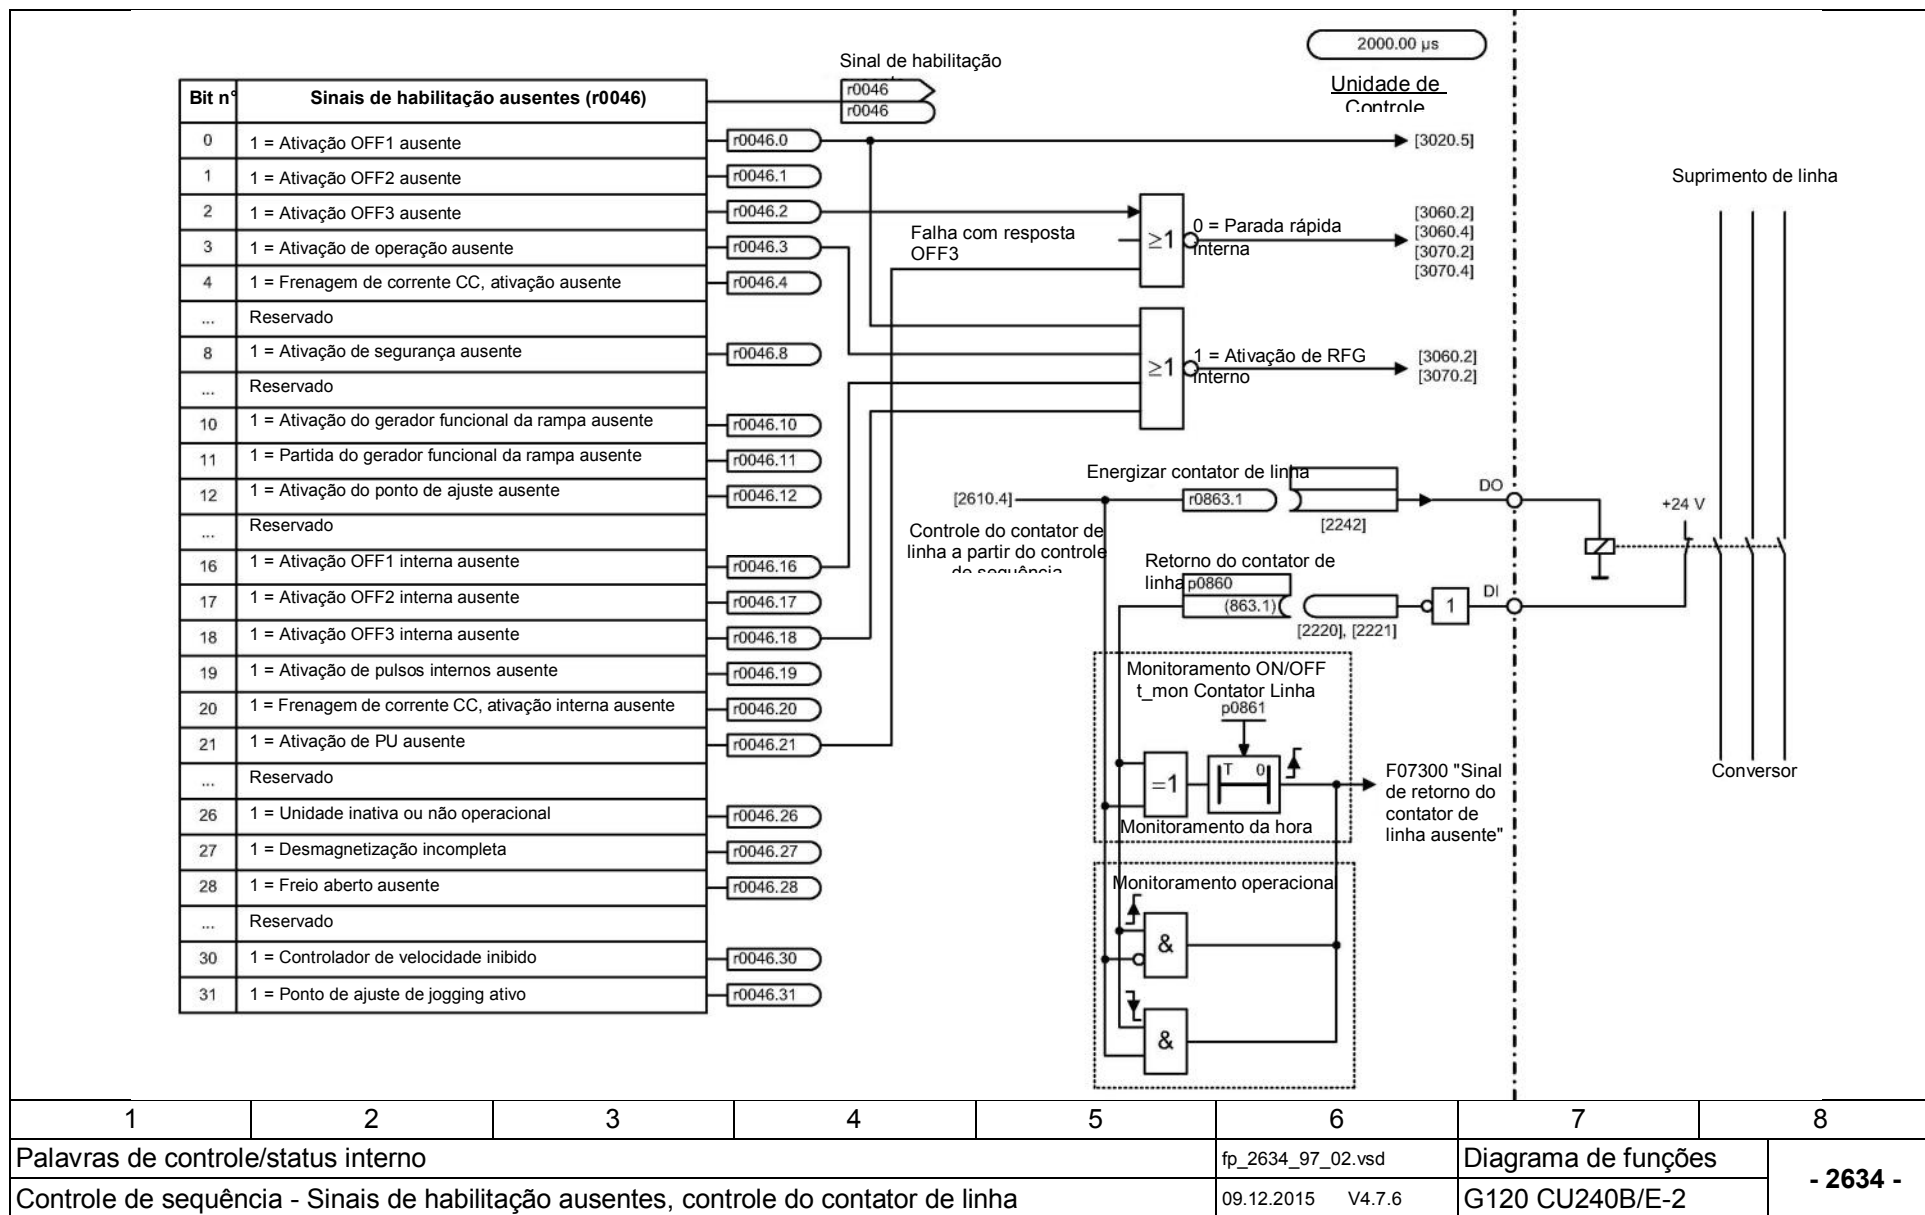 2000.00 µs
Unidade de
Controle
Sinal de habilitação
r0046
r0046
Bit n° Sinais de habilitação ausentes (r0046)
0 1 = Ativação OFF1 ausente r0046.0 [3020.5]
1 1 = Ativação OFF2 ausente r0046.1
2 1 = Ativação OFF3 ausente r0046.2
3 1 = Ativação de operação ausente r0046.3
4 1 = Frenagem de corrente CC, ativação ausente r0046.4
... Reservado
8 1 = Ativação de segurança ausente r0046.8
... Reservado
10 1 = Ativação do gerador funcional da rampa ausente r0046.10
11 1 = Partida do gerador funcional da rampa ausente r0046.11
12 1 = Ativação do ponto de ajuste ausente r0046.12
... Reservado
16 1 = Ativação OFF1 interna ausente r0046.16
17 1 = Ativação OFF2 interna ausente r0046.17
18 1 = Ativação OFF3 interna ausente r0046.18
19 1 = Ativação de pulsos internos ausente r0046.19
20 1 = Frenagem de corrente CC, ativação interna ausente r0046.20
21 1 = Ativação de PU ausente r0046.21
... Reservado
26 1 = Unidade inativa ou não operacional r0046.26
27 1 = Desmagnetização incompleta r0046.27
28 1 = Freio aberto ausente r0046.28
... Reservado
30 1 = Controlador de velocidade inibido r0046.30
31 1 = Ponto de ajuste de jogging ativo r0046.31
Falha com resposta
OFF3
≥1
0 = Parada rápida
interna
[3060.2]
[3060.4]
[3070.2]
[3070.4]
≥1
1 = Ativação de RFG
interno
[3060.2]
[3070.2]
Suprimento de linha
Energizar contator de linha
[2610.4]
r0863.1
[2242]
DO
+24 V
Controle do contator de
linha a partir do controle
de sequência
Retorno do contator de
linha
p0860
(863.1)
[2220], [2221]
1
DI
Monitoramento ON/OFF
t_mon Contator Linha
p0861
=1
T 0
Monitoramento da hora
F07300 "Sinal
de retorno do
contator de
linha ausente"
Conversor
Monitoramento operacional
&
&
1 2 3 4 5 6 7 8
Palavras de controle/status interno fp_2634_97_02.vsd Diagrama de funções
- 2634 -
Controle de sequência - Sinais de habilitação ausentes, controle do contator de linha 09.12.2015 V4.7.6 G120 CU240B/E-2